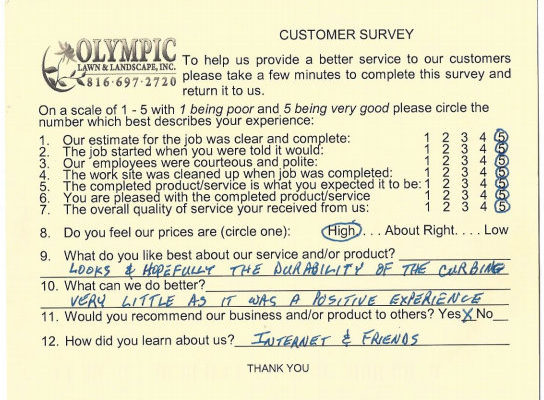 CUSTOMER SURVEY
OLYMPIC
LAWN & LANDSCAPE, INC.
816-697-2720
To help us provide a better service to our customers
please take a few minutes to complete this survey and
return it to us.
On a scale of 1 - 5 with 1 being poor and 5 being very good please circle the
number which best describes your experience:
1. Our estimate for the job was clear and complete: 1 2 3 4 5
2. The job started when you were told it would: 1 2 3 4 5
3. Our employees were courteous and polite: 1 2 3 4 5
4. The work site was cleaned up when job was completed: 1 2 3 4 5
5. The completed product/service is what you expected it to be: 1 2 3 4 5
6. You are pleased with the completed product/service 1 2 3 4 5
7. The overall quality of service your received from us: 1 2 3 4 5
8. Do you feel our prices are (circle one): High. . . . About Right. . . . Low
9. What do you like best about our service and/or product?
LOOKS & HOPEFULLY THE DURABILITY OF THE CURBING
10. What can we do better?
VERY LITTLE AS IT WAS A POSITIVE EXPERIENCE
11. Would you recommend our business and/or product to others? Yes X No__
12. How did you learn about us? INTERNET & FRIENDS
THANK YOU